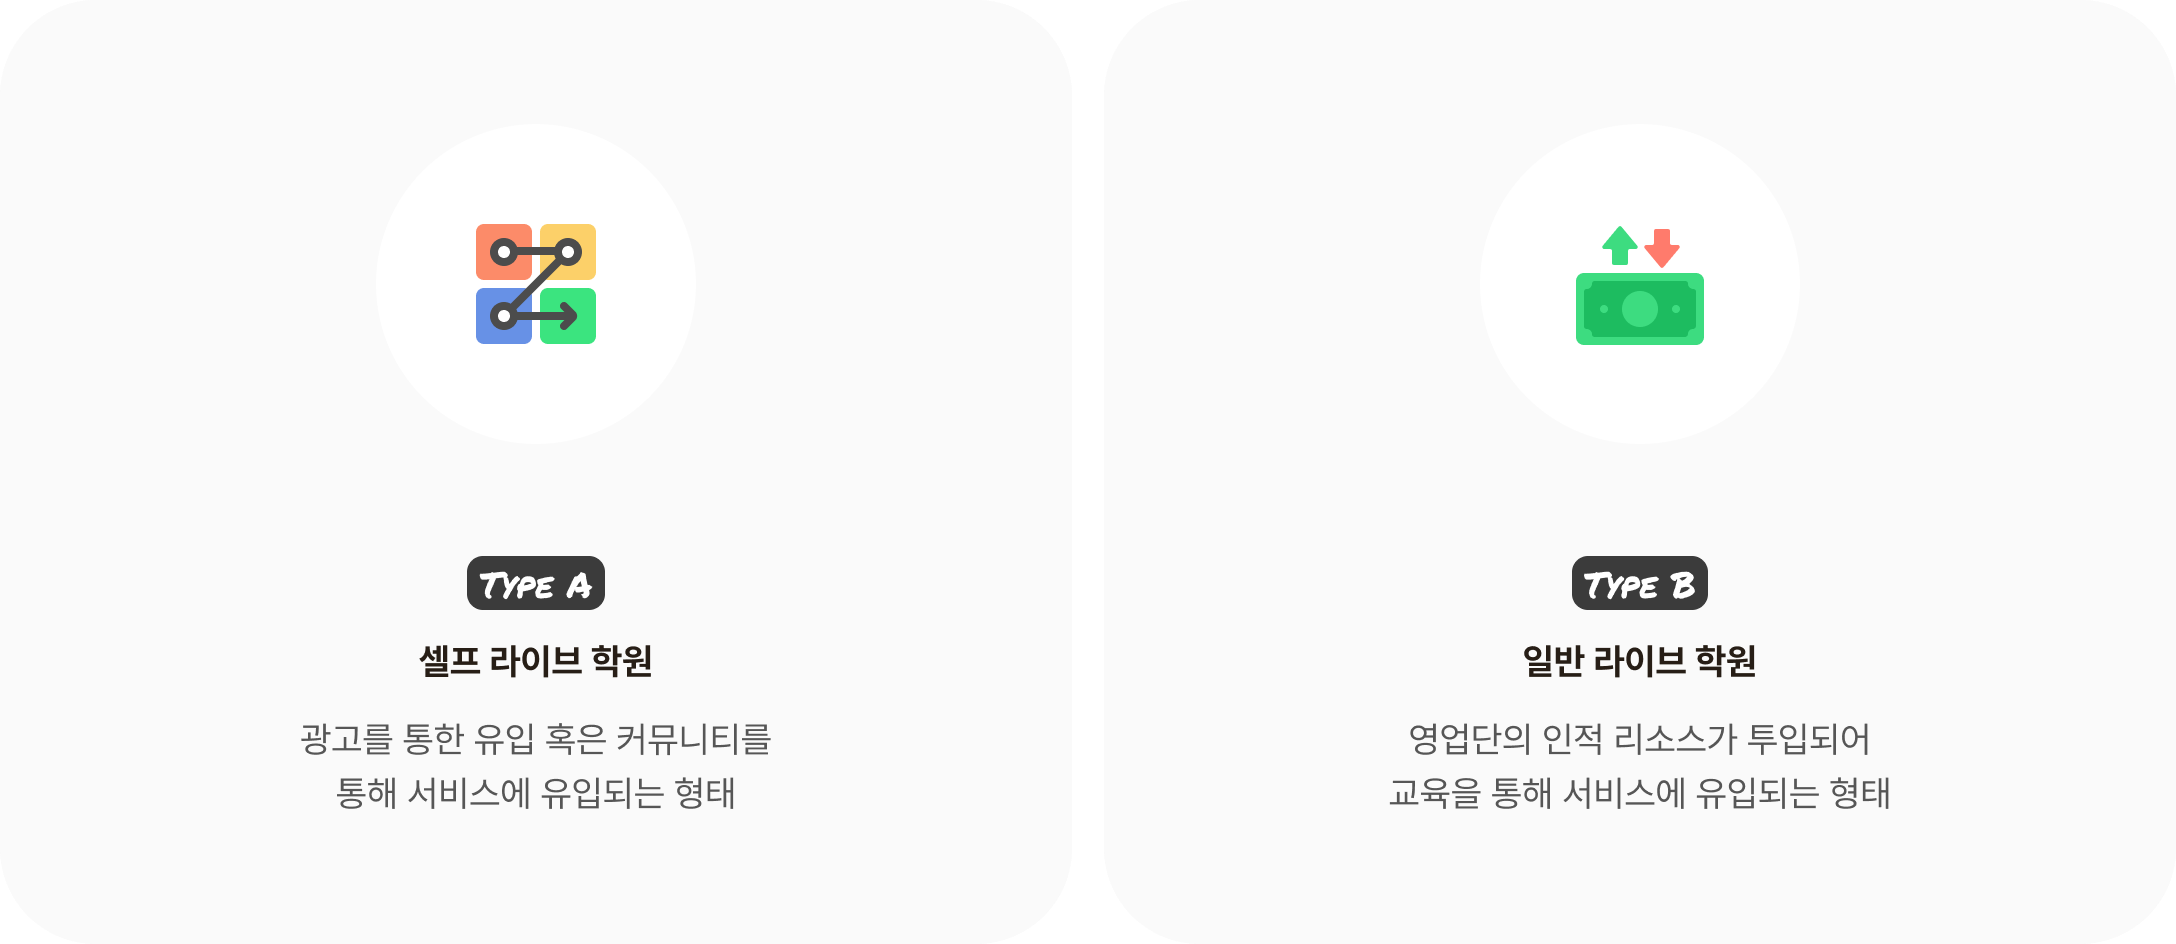 TYPE A
셀프 라이브 학원
광고를 통한 유입 혹은 커뮤니티를
통해 서비스에 유입되는 형태
TYPE B
일반 라이브 학원
영업단의 인적 리소스가 투입되어
교육을 통해 서비스에 유입되는 형태